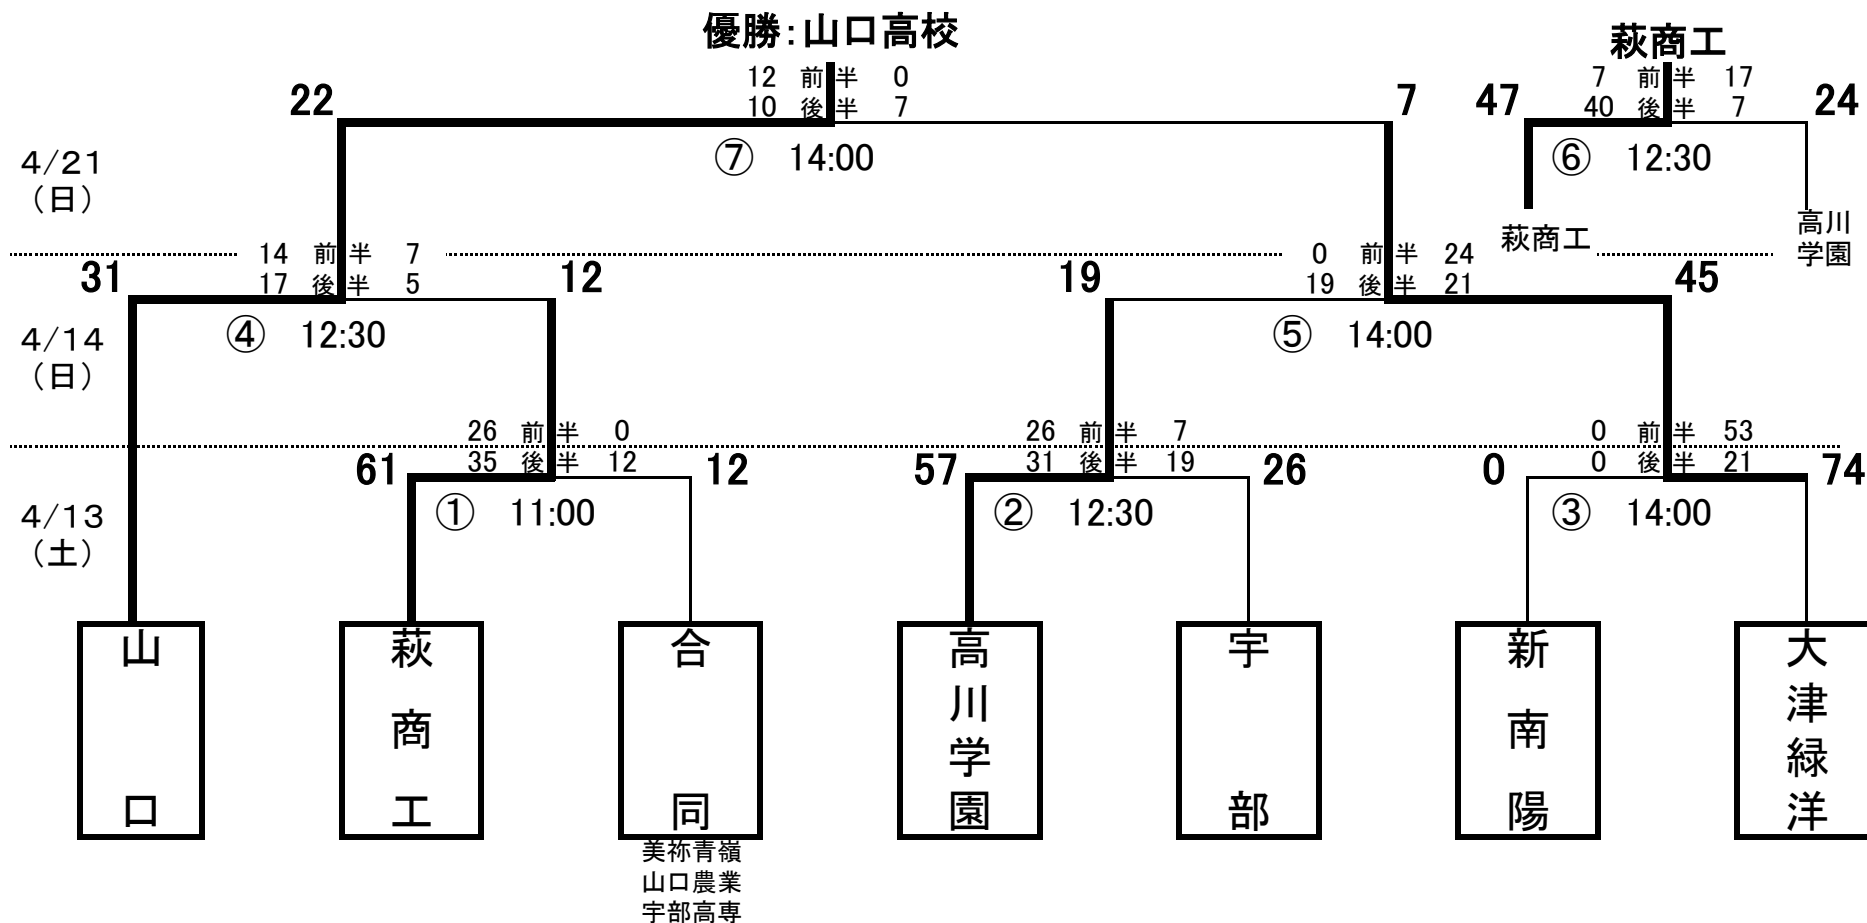 優勝:山口高校
萩商工
12 前半 0
7 前半 17
22
10 後半 7
7
47
40 後半 7
24
4/21
(日)
⑦ 14:00
⑥ 12:30
萩商工
高川
学園
14 前半 7
0 前半 24
31
17 後半 5
12
19
19 後半 21
45
4/14
(日)
④ 12:30
⑤ 14:00
26 前半 0
26 前半 7
0 前半 53
61
35 後半 12
12
57
31 後半 19
26
0
0 後半 21
74
4/13
(土)
① 11:00
② 12:30
③ 14:00
山口
萩商工
合同
高川学園
宇部
新南陽
大津緑洋
美祢青嶺
山口農業
宇部高専